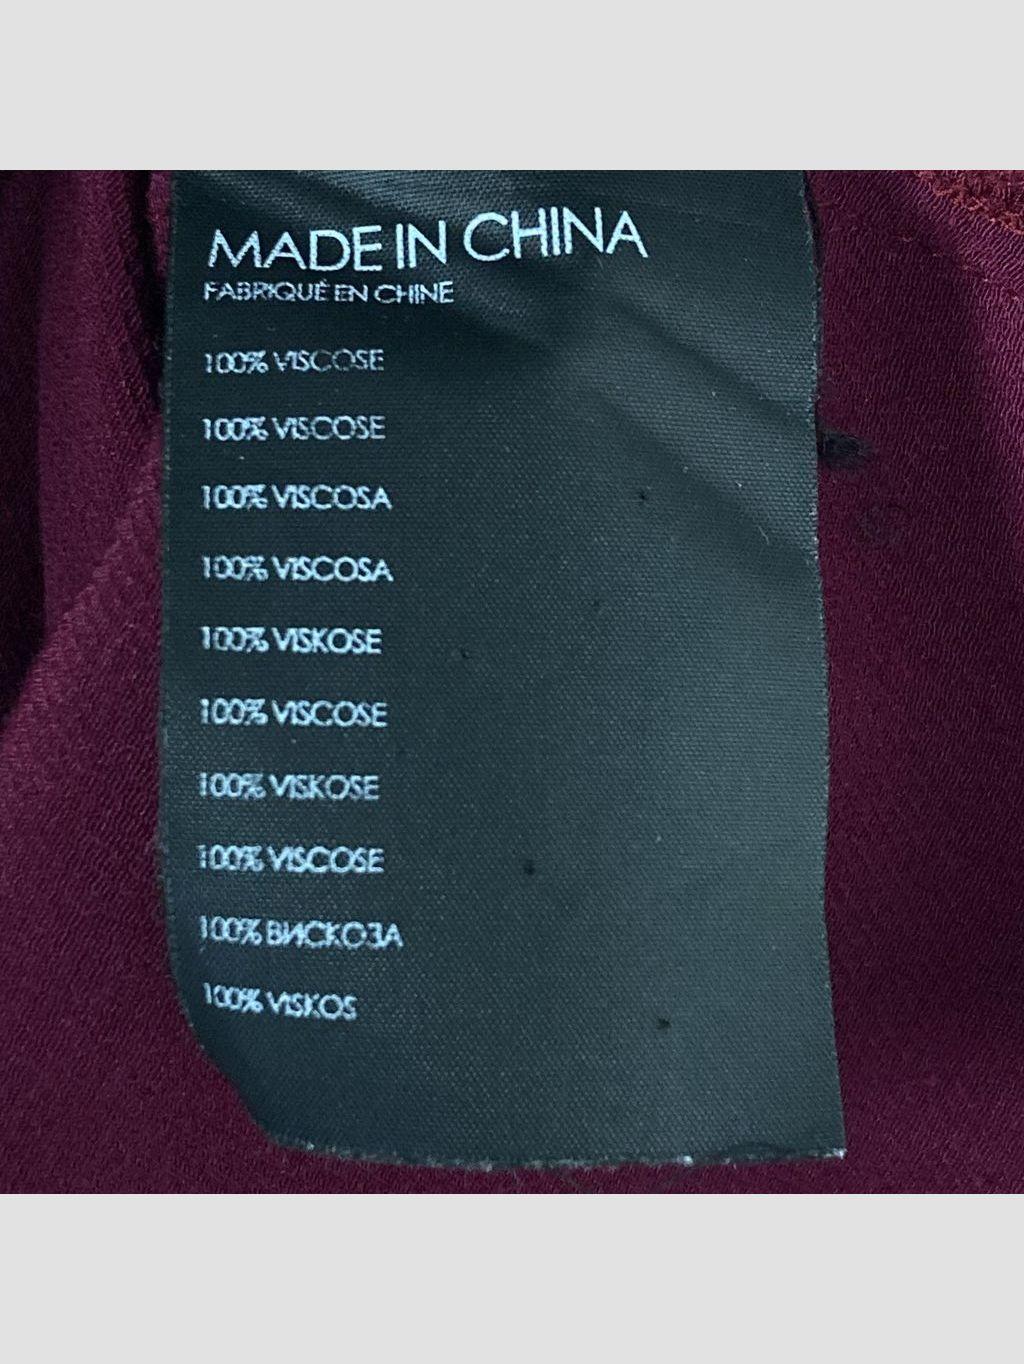 MADE IN CHINA
FABRIQUÉ EN CHINE
100% VISCOSE
100% VISCOSE
100% VISCOSA
100% VISCOSA
100% VISKOSE
100% VISCOSE
100% VISKOSE
100% VISCOSE
100% ВИСКОЗА
100% VISKOS